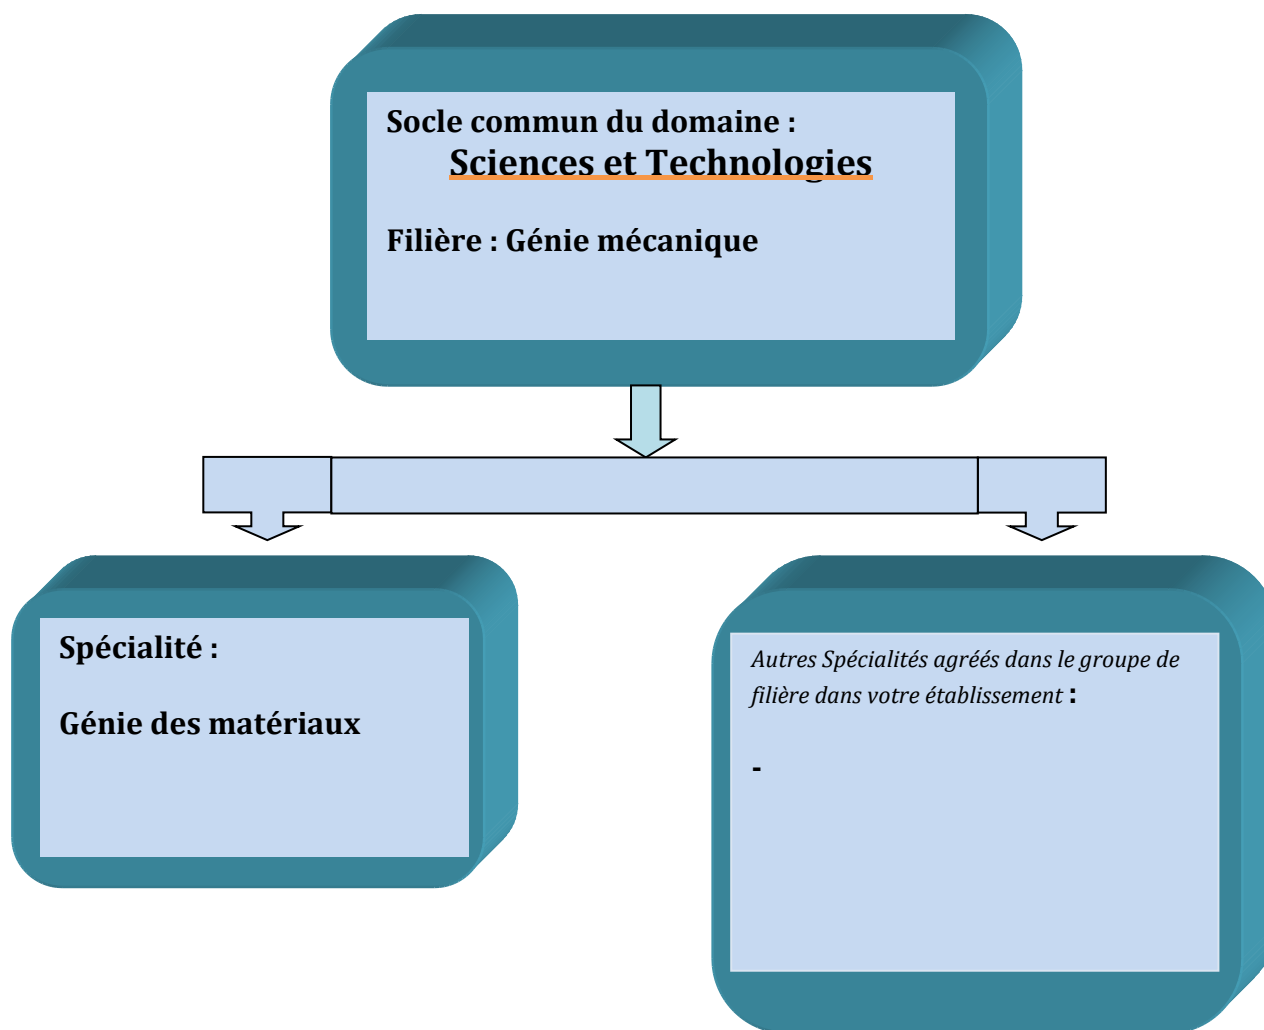 Socle commun du domaine :
Sciences et Technologies
Filière : Génie mécanique
Spécialité :
Génie des matériaux
Autres Spécialités agréés dans le groupe de
filière dans votre établissement :
-